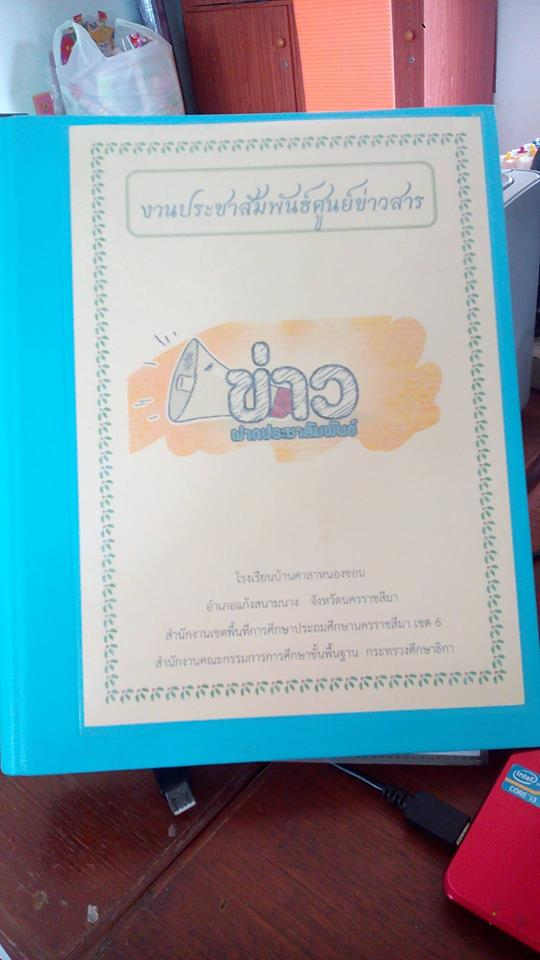 งานประชาสัมพันธ์ศูนย์ข่าวสาร
ข่าว
ฝากประชาสัมพันธ์
โรงเรียนบ้านศาลาหนองขอน
อำเภอแก้งสนามนาง จังหวัดนครราชสีมา
สำนักงานเขตพื้นที่การศึกษาประถมศึกษานครราชสีมา เขต 6
สำนักงานคณะกรรมการการศึกษาขั้นพื้นฐาน กระทรวงศึกษาธิกา
intel
CORE i3